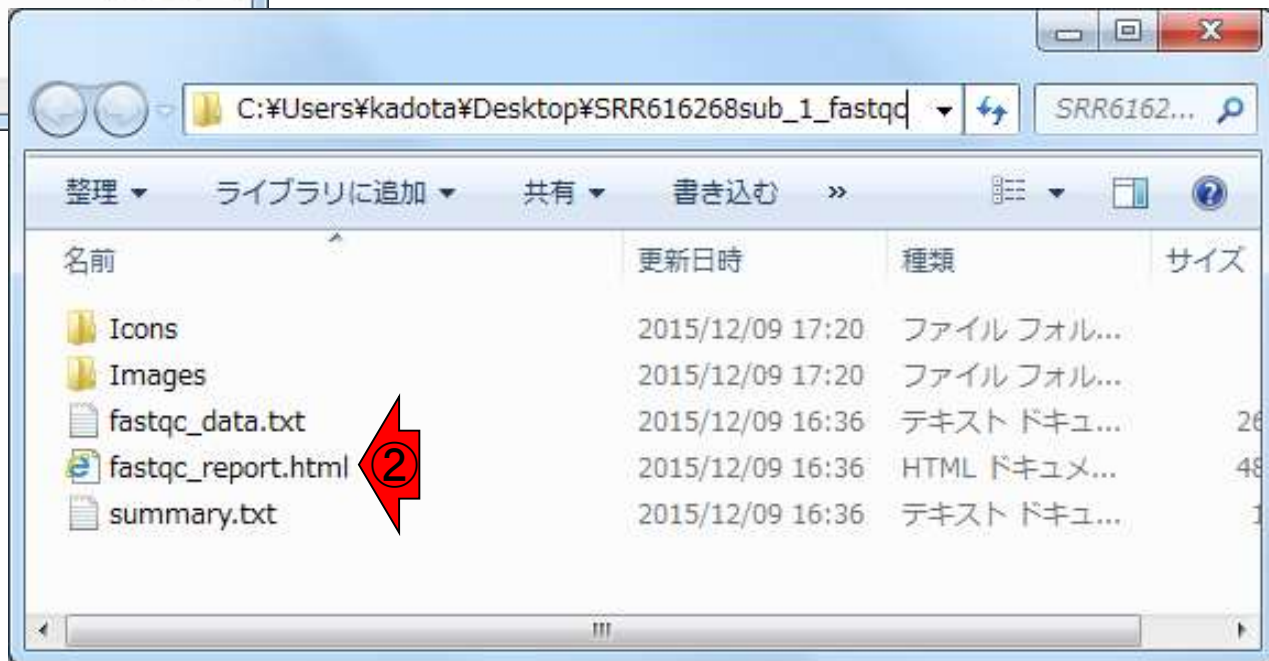 C:¥Users¥kadota¥Desktop¥SRR616268sub_1_fastqc
SRR6162...
整理 ライブラリに追加 共有 書き込む »
名前 更新日時 種類 サイズ
Icons 2015/12/09 17:20 ファイル フォル...
Images 2015/12/09 17:20 ファイル フォル...
fastqc_data.txt 2015/12/09 16:36 テキスト ドキュ... 26
fastqc_report.html ② 2015/12/09 16:36 HTML ドキュメ... 48
summary.txt 2015/12/09 16:36 テキスト ドキュ... 1